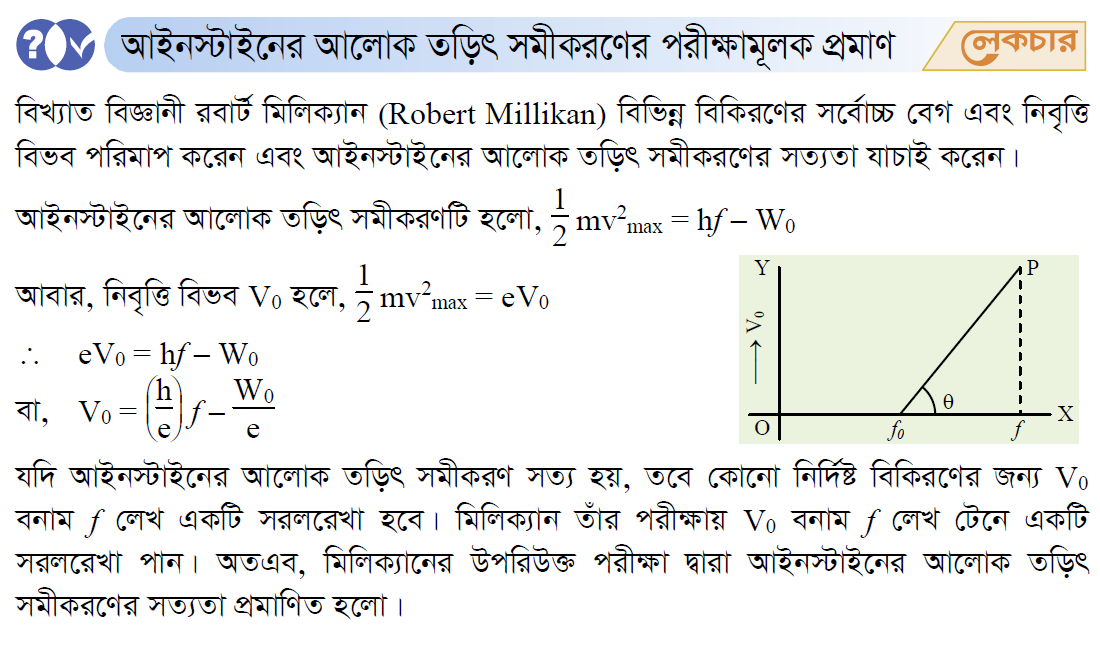 আইনস্টাইনের আলোক তড়িৎ সমীকরণের পরীক্ষামূলক প্রমাণ
লেকচার
বিখ্যাত বিজ্ঞানী রবার্ট মিলিক্যান (Robert Millikan) বিভিন্ন বিকিরণের সর্বোচ্চ বেগ এবং নিবৃত্তি
বিভব পরিমাপ করেন এবং আইনস্টাইনের আলোক তড়িৎ সমীকরণের সত্যতা যাচাই করেন।
আইনস্টাইনের আলোক তড়িৎ সমীকরণটি হলো, 1/2 mv²max = hf – W₀
আবার, নিবৃত্তি বিভব V₀ হলে, 1/2 mv²max = eV₀
∴ eV₀ = hf – W₀
বা, V₀ = (h/e) f – W₀/e
Y
P
→ V₀
θ
O
f₀
f
X
যদি আইনস্টাইনের আলোক তড়িৎ সমীকরণ সত্য হয়, তবে কোনো নির্দিষ্ট বিকিরণের জন্য V₀
বনাম f লেখ একটি সরলরেখা হবে। মিলিক্যান তাঁর পরীক্ষায় V₀ বনাম f লেখ টেনে একটি
সরলরেখা পান। অতএব, মিলিক্যানের উপরিউক্ত পরীক্ষা দ্বারা আইনস্টাইনের আলোক তড়িৎ
সমীকরণের সত্যতা প্রমাণিত হলো।